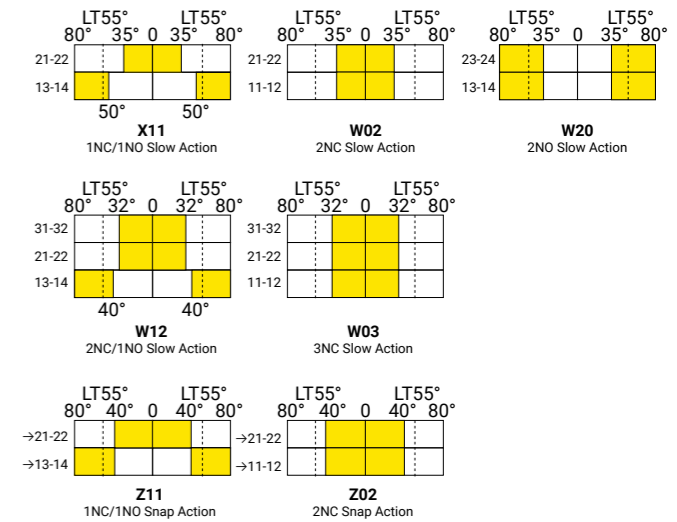 LT55° LT55°
80° 35° 0 35° 80°
21-22
13-14
50° 50°
X11
1NC/1NO Slow Action
LT55° LT55°
80° 35° 0 35° 80°
21-22
11-12
W02
2NC Slow Action
LT55° LT55°
80° 35° 0 35° 80°
23-24
13-14
W20
2NO Slow Action
LT55° LT55°
80° 32° 0 32° 80°
31-32
21-22
13-14
40° 40°
W12
2NC/1NO Slow Action
LT55° LT55°
80° 32° 0 32° 80°
31-32
21-22
11-12
W03
3NC Slow Action
LT55° LT55°
80° 40° 0 40° 80°
→21-22
→13-14
Z11
1NC/1NO Snap Action
LT55° LT55°
80° 40° 0 40° 80°
→21-22
→11-12
Z02
2NC Snap Action